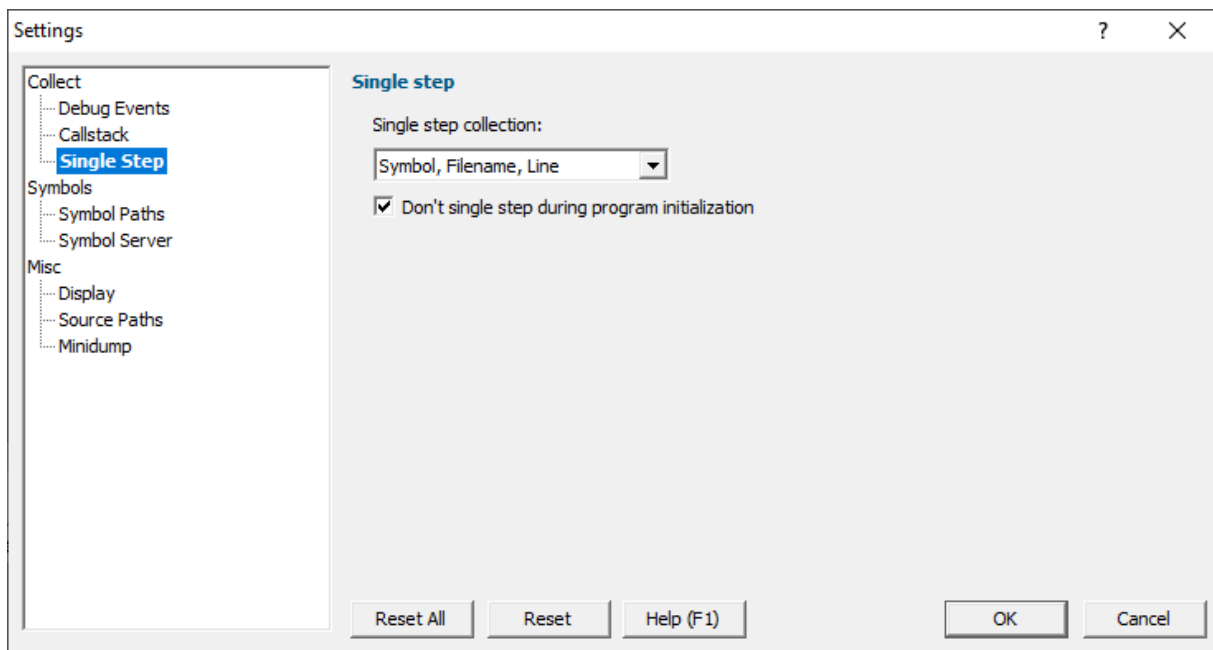 Settings
?
Collect
Debug Events
Callstack
Single Step
Symbols
Symbol Paths
Symbol Server
Misc
Display
Source Paths
Minidump
Single step
Single step collection:
Symbol, Filename, Line
Don't single step during program initialization
Reset All
Reset
Help (F1)
OK
Cancel